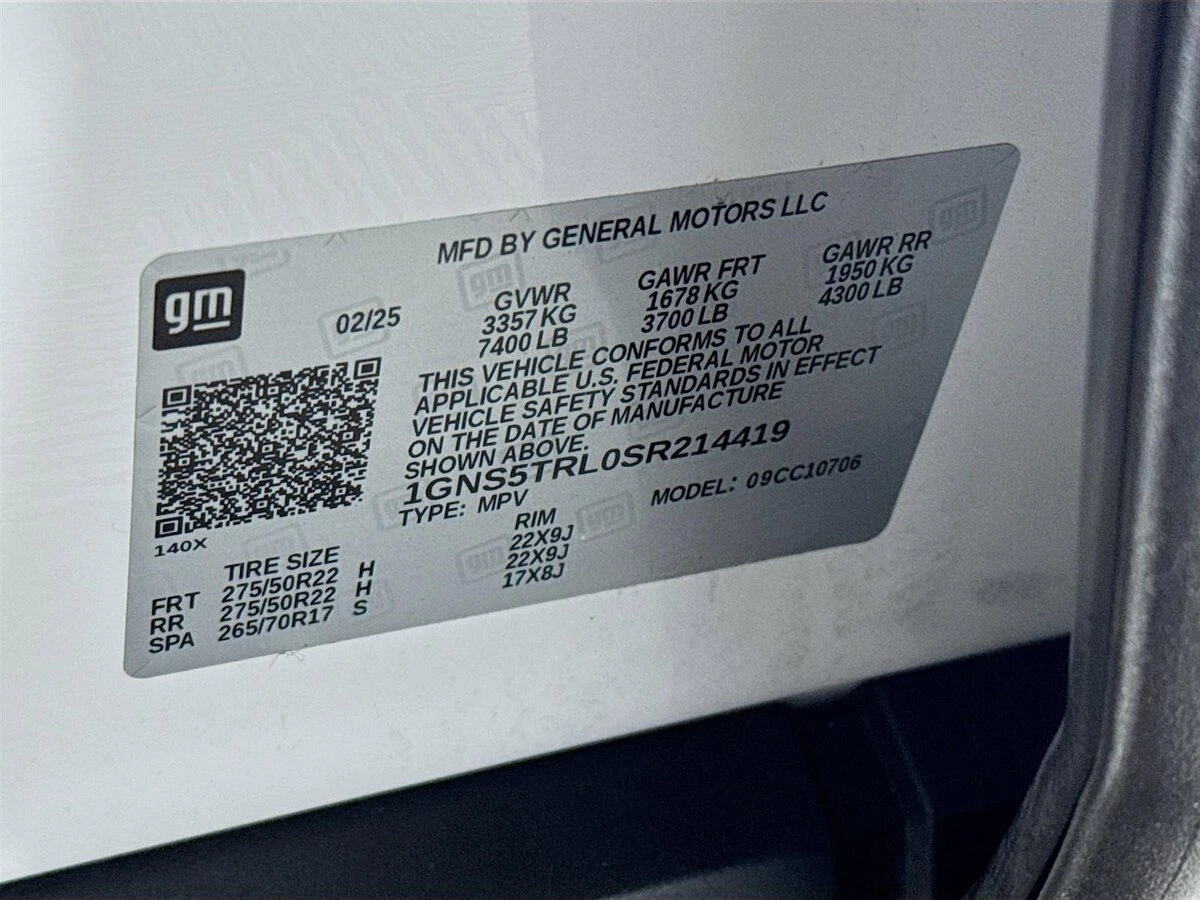 MFD BY GENERAL MOTORS LLC
gm
02/25
GVWR GAWR FRT GAWR RR
3357 KG 1678 KG 1950 KG
7400 LB 3700 LB 4300 LB
THIS VEHICLE CONFORMS TO ALL
APPLICABLE U.S. FEDERAL MOTOR
VEHICLE SAFETY STANDARDS IN EFFECT
ON THE DATE OF MANUFACTURE
SHOWN ABOVE.
1GNS5TRL0SR214419
TYPE: MPV MODEL: 09CC10706
140X
TIRE SIZE RIM
FRT 275/50R22 H 22X9J
RR 275/50R22 H 22X9J
SPA 265/70R17 S 17X8J